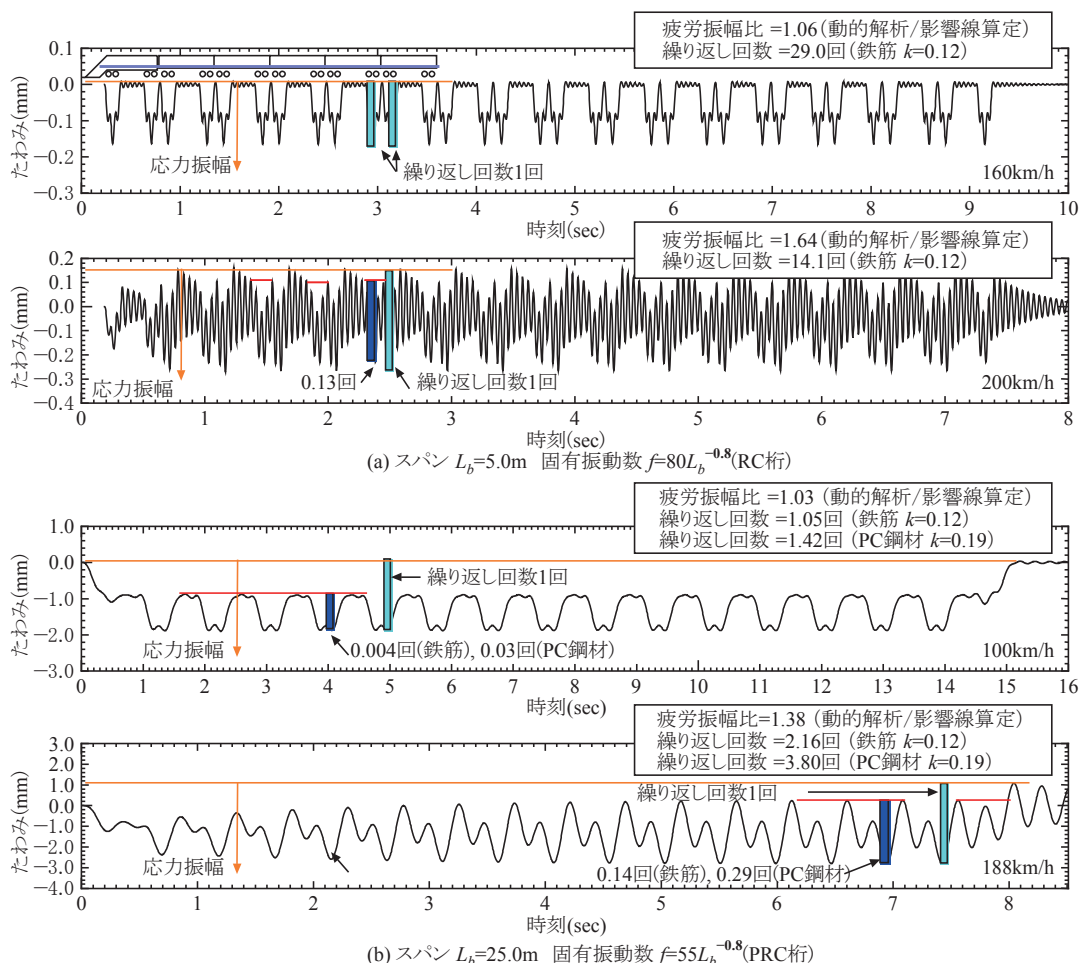 疲労振幅比 =1.06 (動的解析/影響線算定)
繰り返し回数 =29.0回 (鉄筋 k=0.12)
たわみ(mm)
0.1
0.0
−0.1
−0.2
−0.3
応力振幅
繰り返し回数1回
160km/h
0 1 2 3 4 5 6 7 8 9 10
時刻(sec)
疲労振幅比 =1.64 (動的解析/影響線算定)
繰り返し回数 =14.1回 (鉄筋 k=0.12)
たわみ(mm)
0.2
0.1
0.0
−0.1
−0.2
−0.3
−0.4
応力振幅
0.13回
繰り返し回数1回
200km/h
0 1 2 3 4 5 6 7 8
時刻(sec)
(a) スパン Lb=5.0m 固有振動数 f=80Lb−0.8(RC桁)
疲労振幅比 =1.03 (動的解析/影響線算定)
繰り返し回数 =1.05回 (鉄筋 k=0.12)
繰り返し回数 =1.42回 (PC鋼材 k=0.19)
たわみ(mm)
1.0
0.0
−1.0
−2.0
−3.0
繰り返し回数1回
応力振幅
0.004回(鉄筋), 0.03回(PC鋼材)
100km/h
0 1 2 3 4 5 6 7 8 9 10 11 12 13 14 15 16
時刻(sec)
疲労振幅比=1.38 (動的解析/影響線算定)
繰り返し回数 =2.16回 (鉄筋 k=0.12)
繰り返し回数 =3.80回 (PC鋼材 k=0.19)
たわみ(mm)
3.0
2.0
1.0
0.0
−1.0
−2.0
−3.0
−4.0
繰り返し回数1回
応力振幅
0.14回(鉄筋), 0.29回(PC鋼材)
188km/h
0 1 2 3 4 5 6 7 8
時刻(sec)
(b) スパン Lb=25.0m 固有振動数 f=55Lb−0.8(PRC桁)